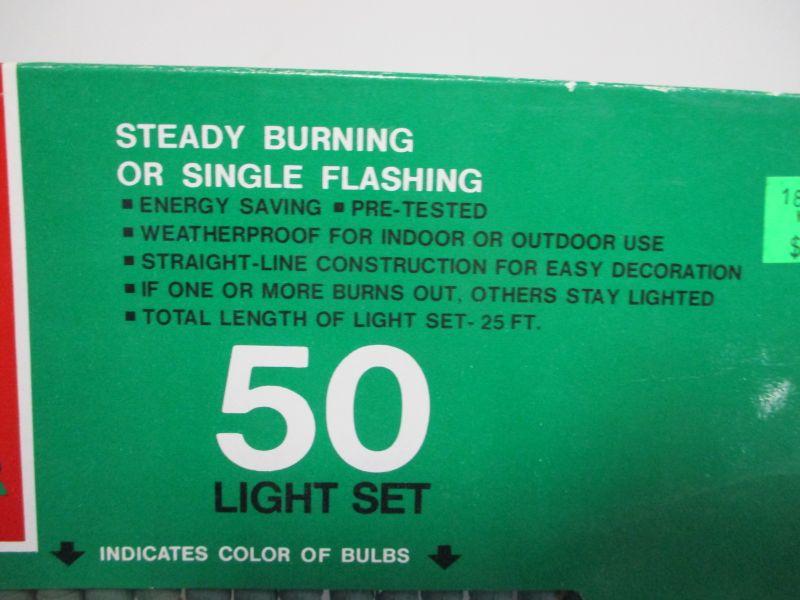 STEADY BURNING
OR SINGLE FLASHING
▪ ENERGY SAVING ▪ PRE-TESTED
▪ WEATHERPROOF FOR INDOOR OR OUTDOOR USE
▪ STRAIGHT-LINE CONSTRUCTION FOR EASY DECORATION
▪ IF ONE OR MORE BURNS OUT, OTHERS STAY LIGHTED
▪ TOTAL LENGTH OF LIGHT SET- 25 FT.
50
LIGHT SET
INDICATES COLOR OF BULBS
$